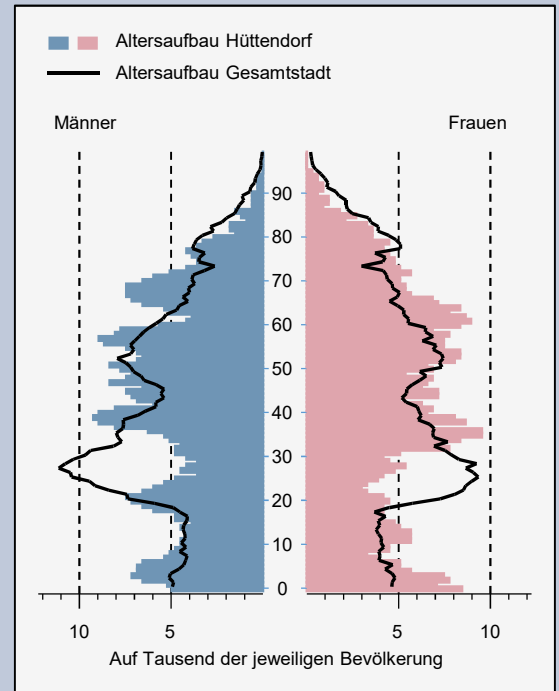 Altersaufbau Hüttendorf
Altersaufbau Gesamtstadt
Männer Frauen
90
80
70
60
50
40
30
20
10
0
10 5 5 10
Auf Tausend der jeweiligen Bevölkerung